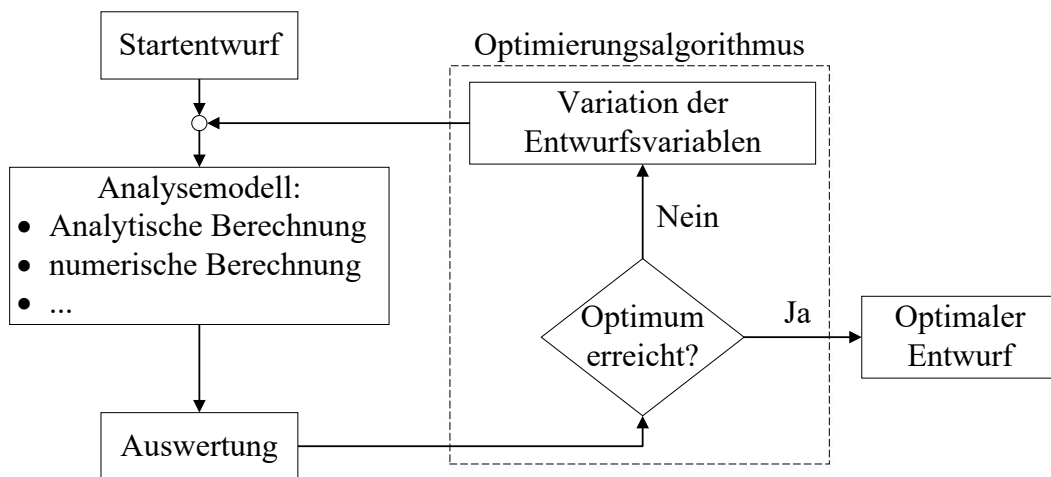 Startentwurf
Optimierungsalgorithmus
Variation der
Entwurfsvariablen
Analysemodell:
• Analytische Berechnung
• numerische Berechnung
• ...
Nein
Optimum
erreicht?
Ja
Optimaler
Entwurf
Auswertung